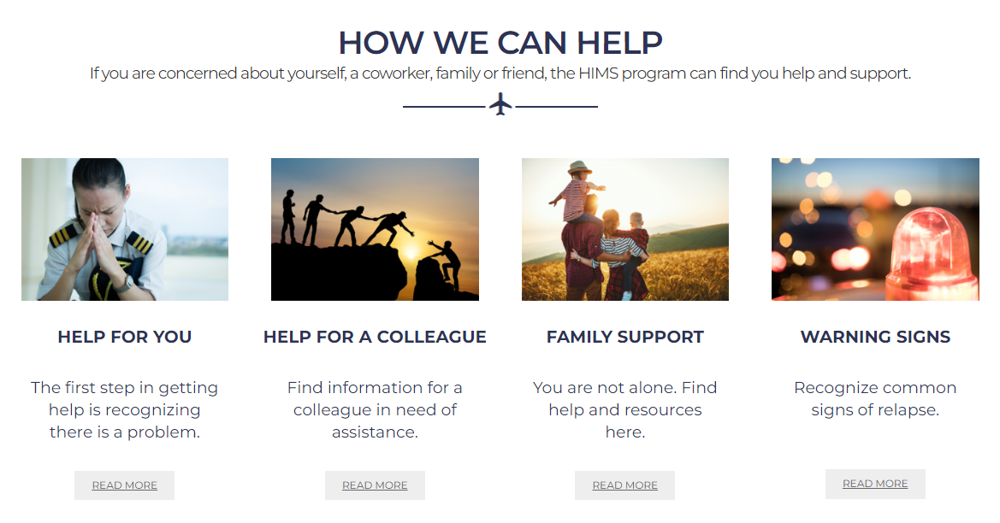 HOW WE CAN HELP
If you are concerned about yourself, a coworker, family or friend, the HIMS program can find you help and support.
HELP FOR YOU
The first step in getting
help is recognizing
there is a problem.
READ MORE
HELP FOR A COLLEAGUE
Find information for a
colleague in need of
assistance.
READ MORE
FAMILY SUPPORT
You are not alone. Find
help and resources
here.
READ MORE
WARNING SIGNS
Recognize common
signs of relapse.
READ MORE